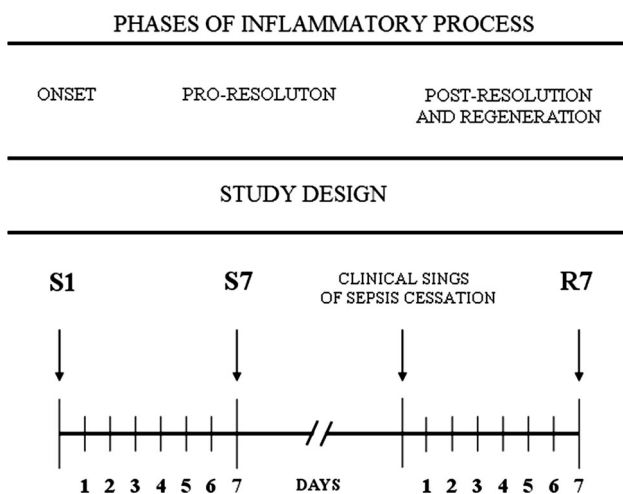 PHASES OF INFLAMMATORY PROCESS
ONSET PRO-RESOLUTON POST-RESOLUTION
AND REGENERATION
STUDY DESIGN
S1 S7 CLINICAL SINGS
OF SEPSIS CESSATION R7
1 2 3 4 5 6 7 DAYS 1 2 3 4 5 6 7